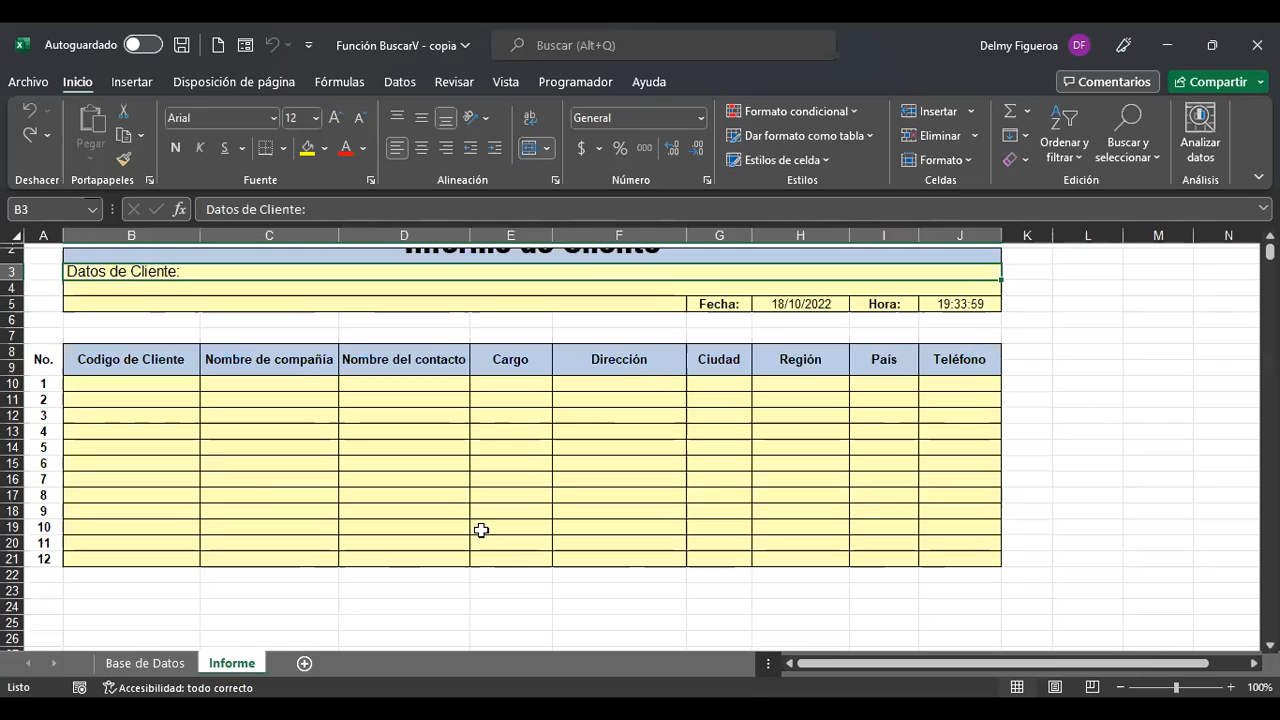 Autoguardado
Función BuscarV - copia
Buscar (Alt+Q)
Delmy Figueroa
DF
Archivo Inicio Insertar Disposición de página Fórmulas Datos Revisar Vista Programador Ayuda
Comentarios
Compartir
Pegar
Arial
12
N K S
General
$ % 000
Formato condicional
Dar formato como tabla
Estilos de celda
Insertar
Eliminar
Formato
Ordenar y
filtrar
Buscar y
seleccionar
Analizar
datos
Deshacer Portapapeles Fuente Alineación Número Estilos Celdas Edición Análisis
B3
fx
Datos de Cliente:
A B C D E F G H I J K L M N
2 Informe de Cliente
3 Datos de Cliente:
4
5 Fecha: 18/10/2022 Hora: 19:33:59
6
7
8
No. Codigo de Cliente Nombre de compañia Nombre del contacto Cargo Dirección Ciudad Región País Teléfono
9
10 1
11 2
12 3
13 4
14 5
15 6
16 7
17 8
18 9
19 10
20 11
21 12
22
23
24
25
26
Base de Datos Informe
Listo
Accesibilidad: todo correcto
100%